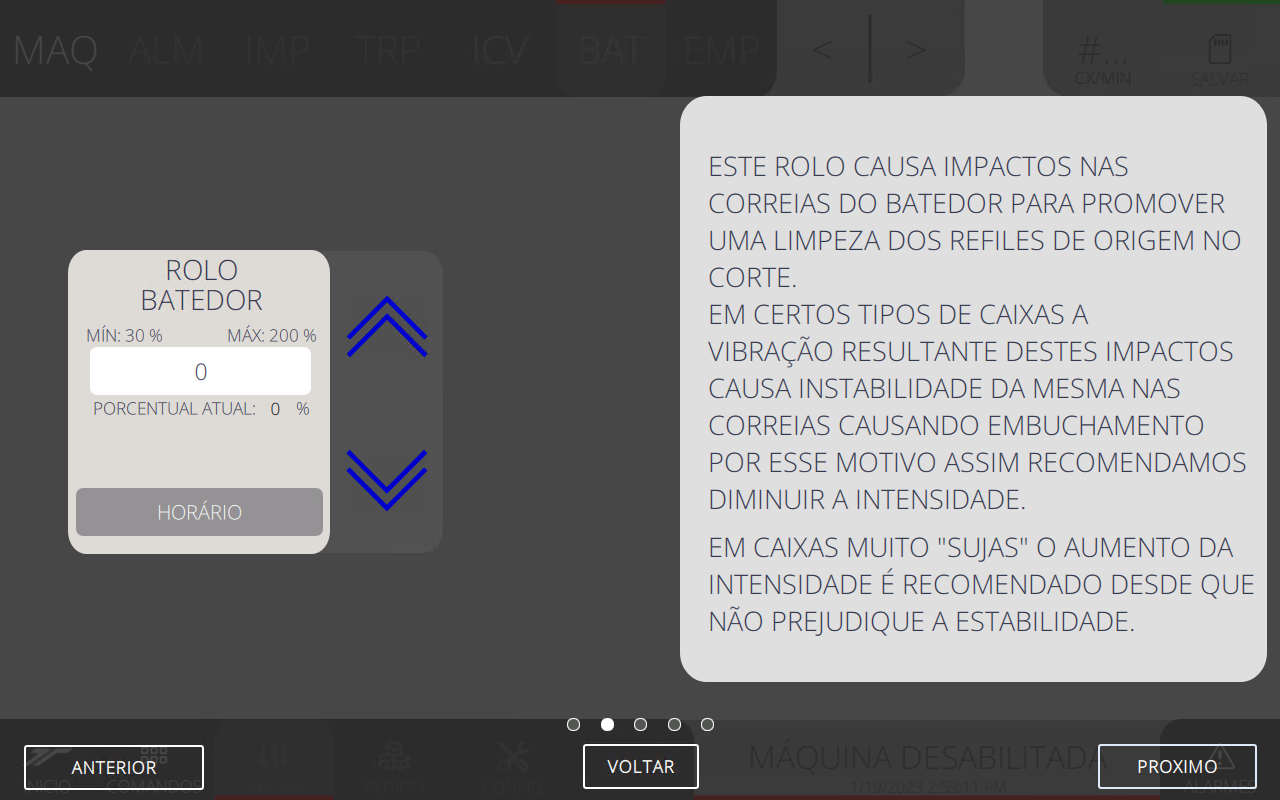 MAQ ALM IMP TRP ICV BAT EMP < > #...
CX/MIN SALVAR
ROLO
BATEDOR
MÍN: 30 % MÁX: 200 %
0
PORCENTUAL ATUAL: 0 %
HORÁRIO
ESTE ROLO CAUSA IMPACTOS NAS
CORREIAS DO BATEDOR PARA PROMOVER
UMA LIMPEZA DOS REFILES DE ORIGEM NO
CORTE.
EM CERTOS TIPOS DE CAIXAS A
VIBRAÇÃO RESULTANTE DESTES IMPACTOS
CAUSA INSTABILIDADE DA MESMA NAS
CORREIAS CAUSANDO EMBUCHAMENTO
POR ESSE MOTIVO ASSIM RECOMENDAMOS
DIMINUIR A INTENSIDADE.
EM CAIXAS MUITO "SUJAS" O AUMENTO DA
INTENSIDADE É RECOMENDADO DESDE QUE
NÃO PREJUDIQUE A ESTABILIDADE.
MÁQUINA DESABILITADA
ANTERIOR VOLTAR PROXIMO
COMANDOS PEDIDO CONFIG 1/19/2023 2:53:11 PM ALARMES